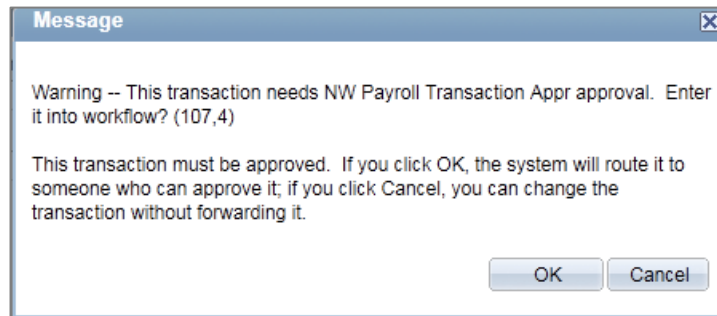 Message
Warning -- This transaction needs NW Payroll Transaction Appr approval.  Enter
it into workflow? (107,4)
This transaction must be approved.  If you click OK, the system will route it to
someone who can approve it; if you click Cancel, you can change the
transaction without forwarding it.
OK Cancel